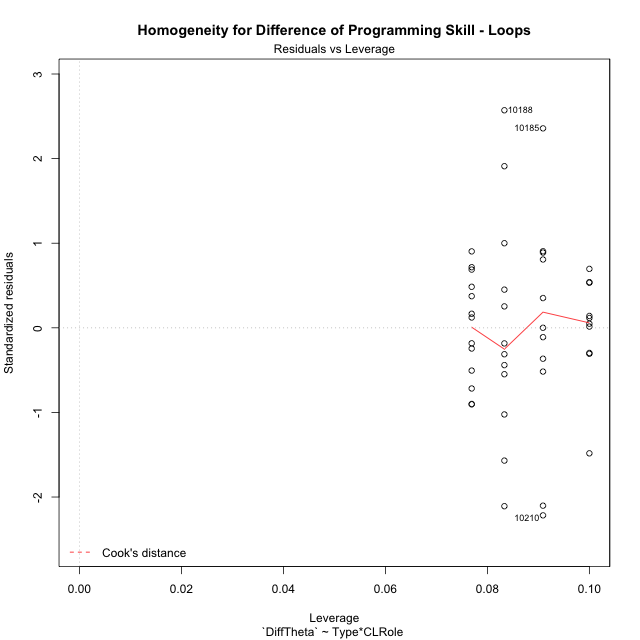 Homogeneity for Difference of Programming Skill - Loops
Residuals vs Leverage
3
2
1
0
-1
-2
Standardized residuals
10188
10185
10210
Cook's distance
0.00 0.02 0.04 0.06 0.08 0.10
Leverage
`DiffTheta` ~ Type*CLRole